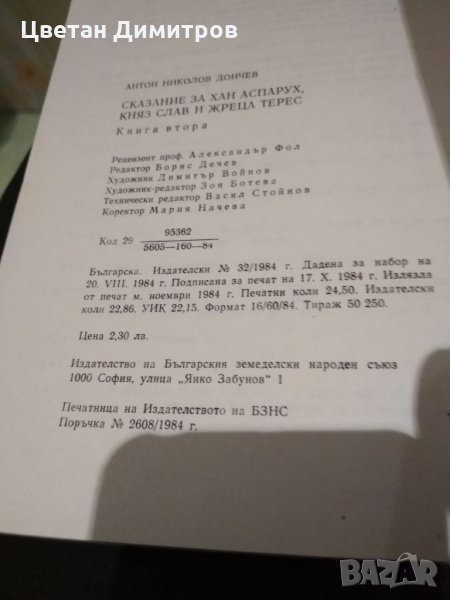 Цветан Димитров
АНТОН НИКОЛОВ ДОНЧЕВ
СКАЗАНИЕ ЗА ХАН АСПАРУХ,
КНЯЗ СЛАВ И ЖРЕЦА ТЕРЕС
Книга втора
Рецензент проф. Александър Фол
Редактор Борис Дечев
Художник Димитър Войнов
Художник-редактор Зоя Ботева
Технически редактор Васил Стойнов
Коректор Мария Начева
Код 29 95362
5605—160—84
Българска. Издателски № 32/1984 г. Дадена за набор на
20. VIII. 1984 г. Подписана за печат на 17. X. 1984 г. Излязла
от печат м. ноември 1984 г. Печатни коли 24,50. Издателски
коли 22,86. УИК 22,15. Формат 16/60/84. Тираж 50 250.
Цена 2,30 лв.
Издателство на Българския земеделски народен съюз
1000 София, улица „Янко Забунов" 1
Печатница на Издателството на БЗНС
Поръчка № 2608/1984 г.
BAZAR